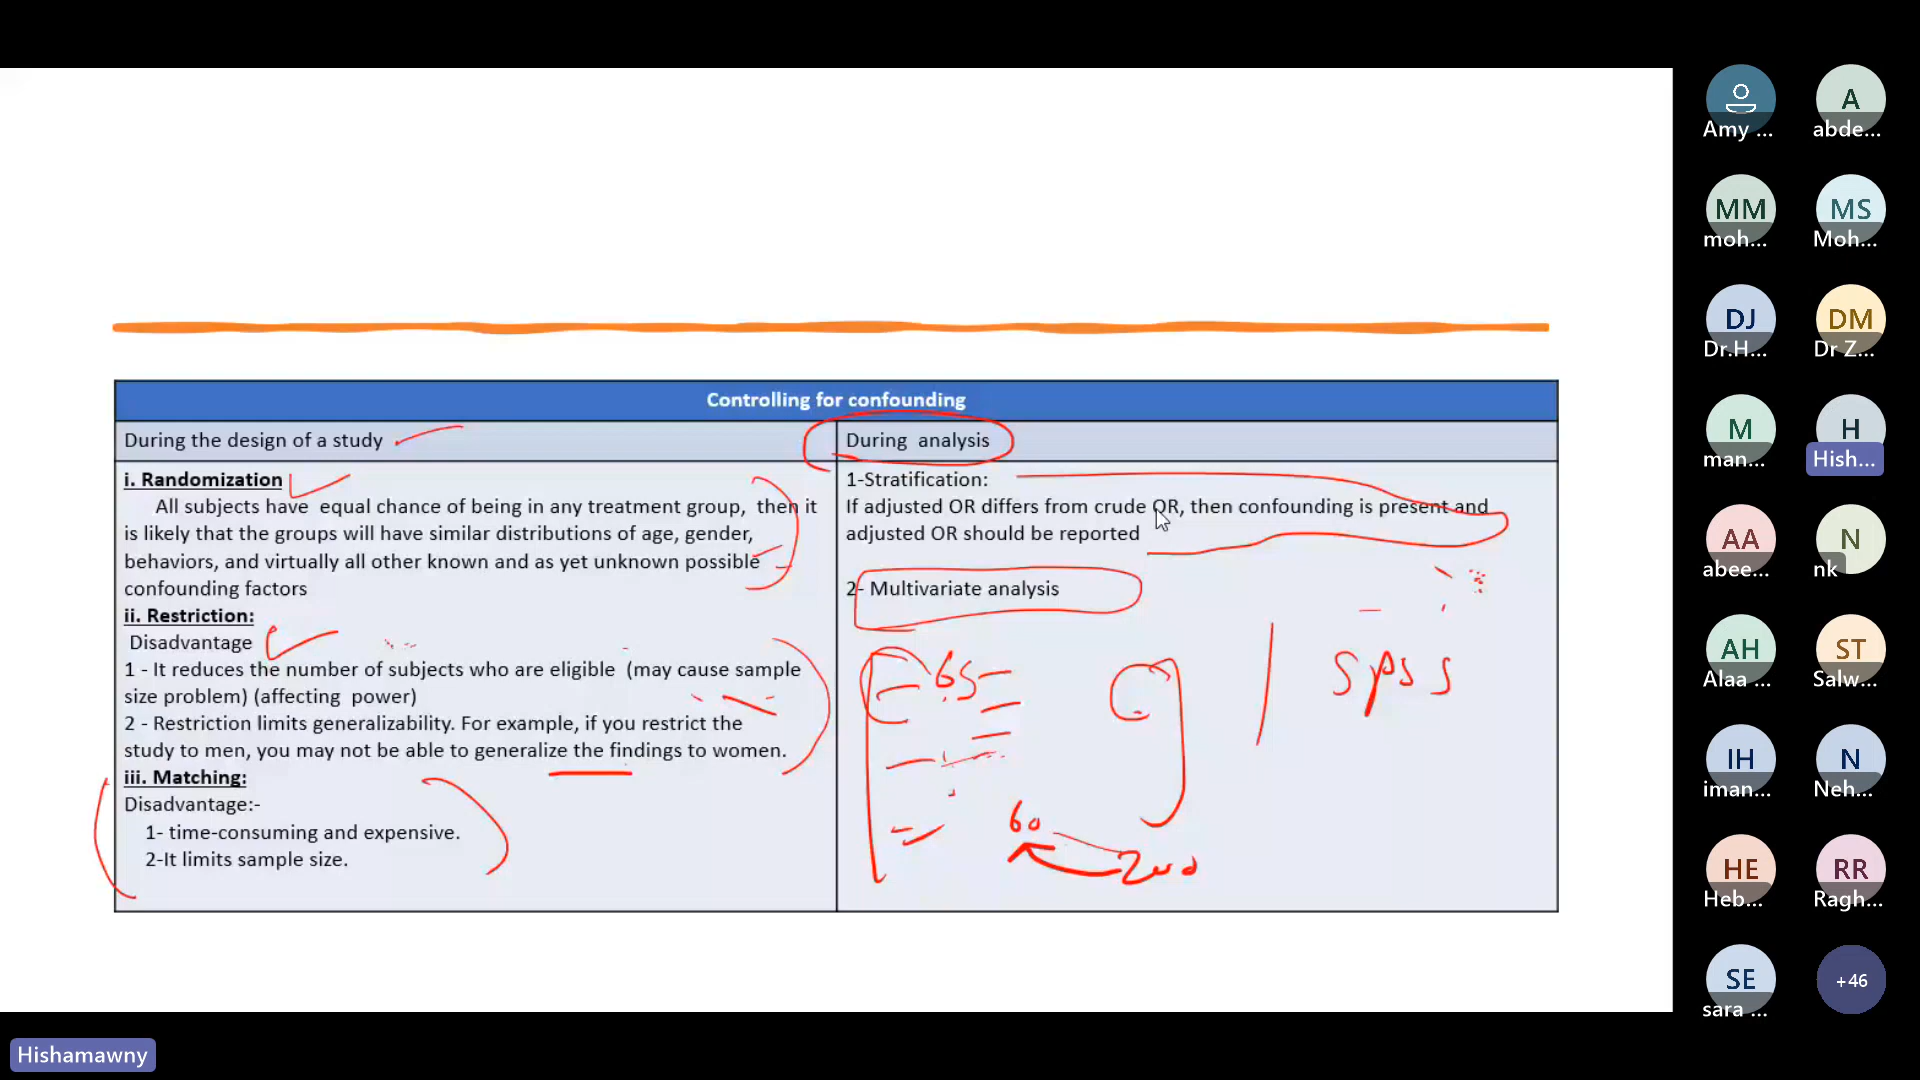 Controlling for confounding
During the design of a study
During analysis
i. Randomization
All subjects have equal chance of being in any treatment group, then it
is likely that the groups will have similar distributions of age, gender,
behaviors, and virtually all other known and as yet unknown possible
confounding factors
ii. Restriction:
Disadvantage
1 - It reduces the number of subjects who are eligible (may cause sample
size problem) (affecting power)
2 - Restriction limits generalizability. For example, if you restrict the
study to men, you may not be able to generalize the findings to women.
iii. Matching:
Disadvantage:-
1- time-consuming and expensive.
2-It limits sample size.
1-Stratification:
If adjusted OR differs from crude OR, then confounding is present and
adjusted OR should be reported
2- Multivariate analysis
65
spss
60
Amy ...
A
abde...
MM
moh...
MS
Moh...
DJ
Dr.H...
DM
Dr Z...
M
man...
H
Hish...
AA
abee...
N
nk
AH
Alaa ...
ST
Salw...
IH
iman...
N
Neh...
HE
Heb...
RR
Ragh...
SE
sara ...
+46
Hishamawny